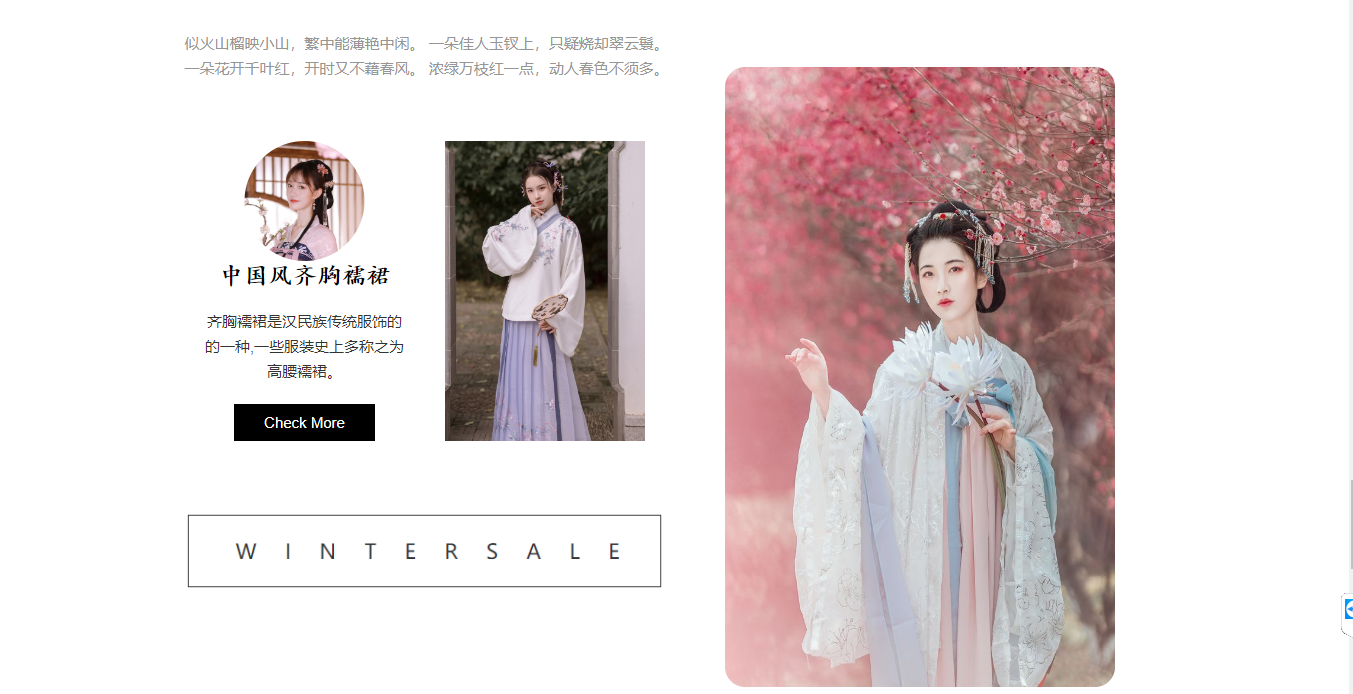 似火山榴映小山，繁中能薄艳中闲。 一朵佳人玉钗上，只疑烧却翠云鬟。
一朵花开千叶红，开时又不藉春风。 浓绿万枝红一点，动人春色不须多。
中国风齐胸襦裙
齐胸襦裙是汉民族传统服饰的
的一种,一些服装史上多称之为
高腰襦裙。
Check More
WINTERSALE